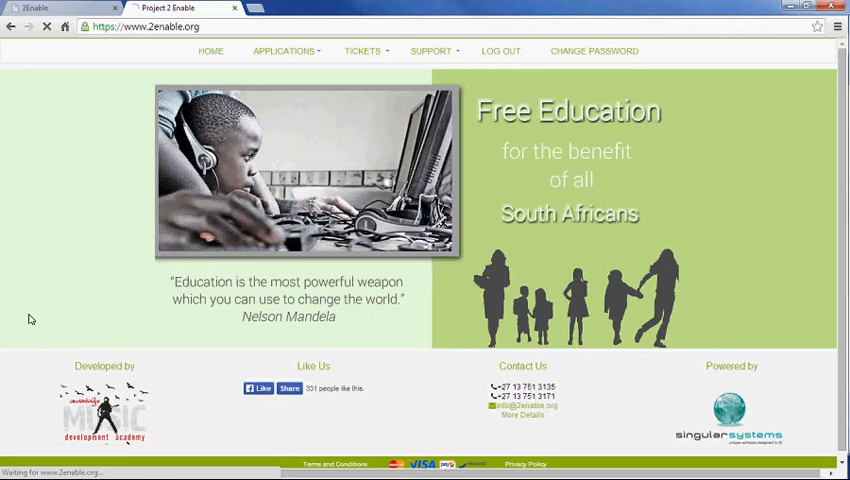 2Enable
Project 2 Enable
https://www.2enable.org
HOME
APPLICATIONS
TICKETS
SUPPORT
LOG OUT
CHANGE PASSWORD
Free Education
for the benefit
of all
South Africans
“Education is the most powerful weapon
which you can use to change the world.”
Nelson Mandela
Developed by
MUSIC
development academy
Like Us
Like
Share
331 people like this.
Contact Us
+27 13 751 3135
+27 13 751 3171
info@2enable.org
More Details
Powered by
singularsystems
Terms and Conditions
VISA
Privacy Policy
Waiting for www.2enable.org...